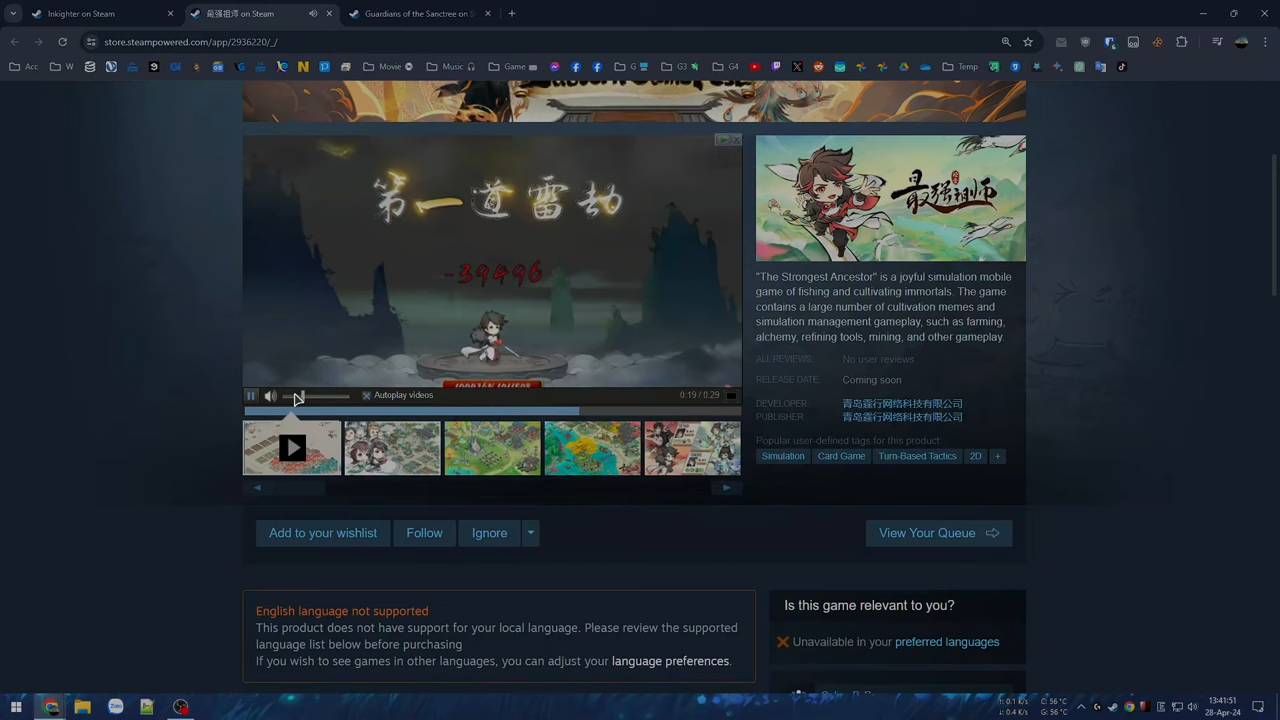 Inkighter on Steam
最强祖师 on Steam
Guardians of the Sanctree on S
store.steampowered.com/app/2936220/_/
Acc
W
Movie
Music
Game
G
G3
G4
Temp
第一道雷劫
-39496
最强祖师
"The Strongest Ancestor" is a joyful simulation mobile
game of fishing and cultivating immortals. The game
contains a large number of cultivation memes and
simulation management gameplay, such as farming,
alchemy, refining tools, mining, and other gameplay.
ALL REVIEWS: No user reviews
RELEASE DATE: Coming soon
DEVELOPER: 青岛霆行网络科技有限公司
PUBLISHER: 青岛霆行网络科技有限公司
Popular user-defined tags for this product:
Simulation Card Game Turn-Based Tactics 2D +
Autoplay videos
0:19 / 0:29
Add to your wishlist
Follow
Ignore
View Your Queue
English language not supported
This product does not have support for your local language. Please review the supported
language list below before purchasing
If you wish to see games in other languages, you can adjust your language preferences.
Is this game relevant to you?
Unavailable in your preferred languages
↑: 0.1 K/s
↓: 0.4 K/s
C: 56 °C
G: 56 °C
13:41:51
28-Apr-24